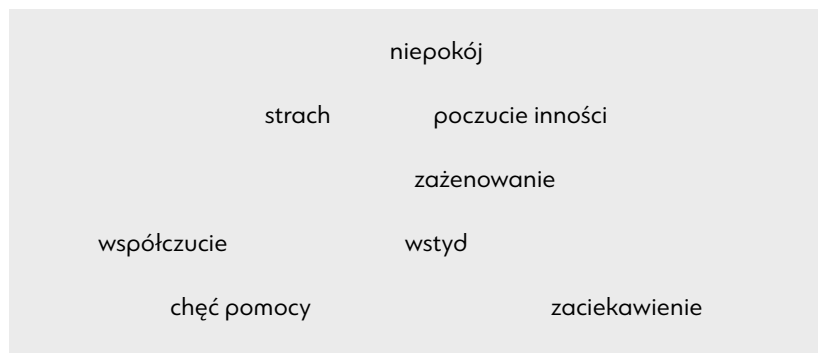 niepokój
strach poczucie inności
zażenowanie
współczucie wstyd
chęć pomocy zaciekawienie